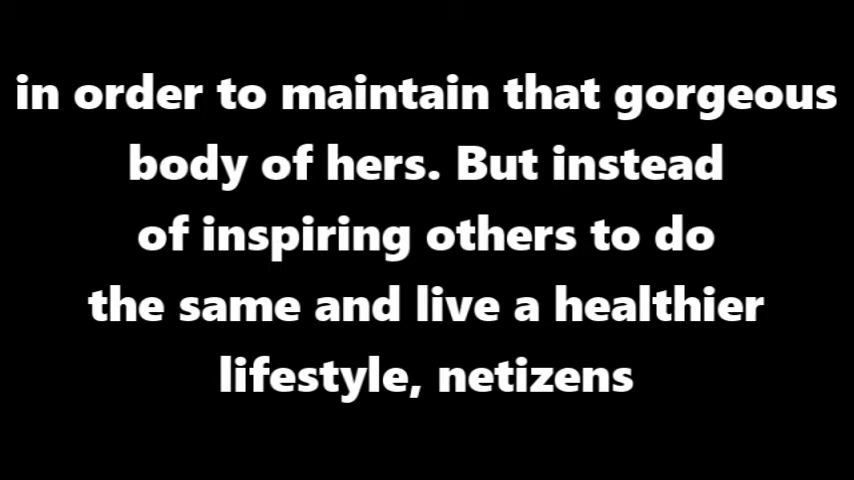 in order to maintain that gorgeous
body of hers. But instead
of inspiring others to do
the same and live a healthier
lifestyle, netizens